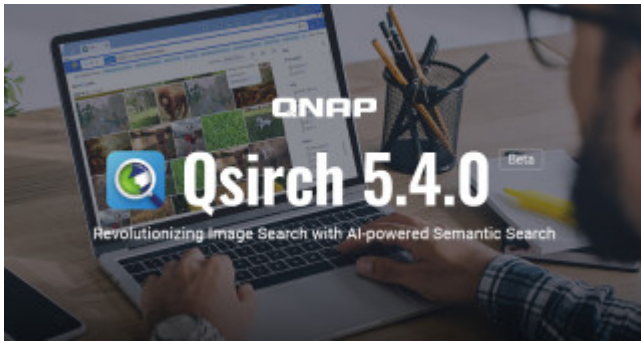 QNAP
Qsirch 5.4.0
Beta
Revolutionizing Image Search with AI-powered Semantic Search